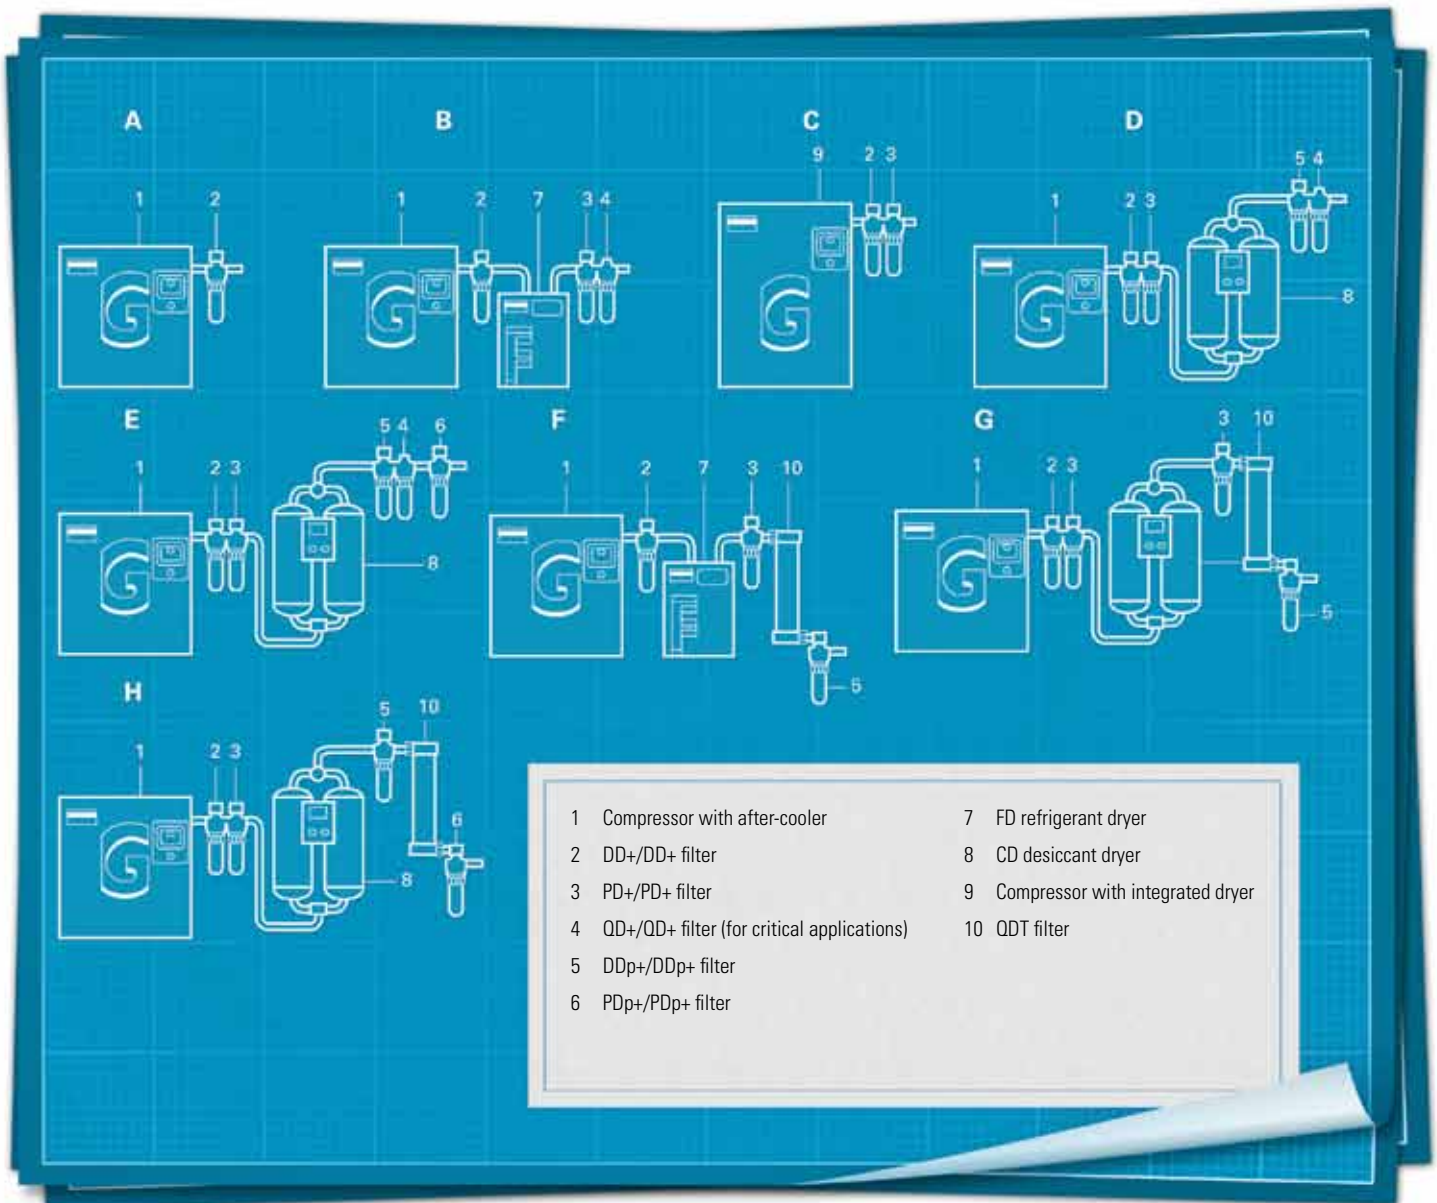 A B C D
9 2 3 5 4
1 2 1 2 7 3 4 1 2 3
G G G G 8
E F G
5 4 6 3 10
1 2 3 1 2 7 3 10 1 2 3
G 8 G G 5
5
H
5 10
1 2 3
6
G 8
1 Compressor with after-cooler
2 DD+/DD+ filter
3 PD+/PD+ filter
4 QD+/QD+ filter (for critical applications)
5 DDp+/DDp+ filter
6 PDp+/PDp+ filter
7 FD refrigerant dryer
8 CD desiccant dryer
9 Compressor with integrated dryer
10 QDT filter